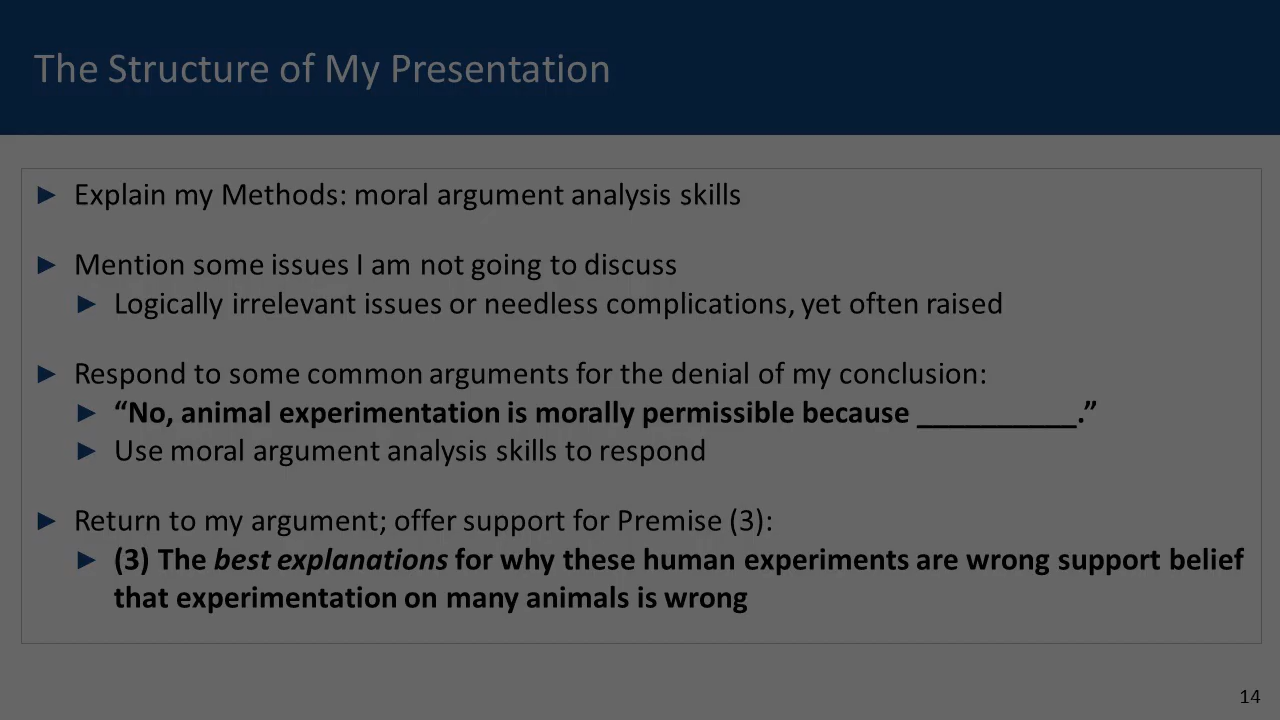 The Structure of My Presentation
► Explain my Methods: moral argument analysis skills
► Mention some issues I am not going to discuss
► Logically irrelevant issues or needless complications, yet often raised
► Respond to some common arguments for the denial of my conclusion:
► “No, animal experimentation is morally permissible because __________.”
► Use moral argument analysis skills to respond
► Return to my argument; offer support for Premise (3):
► (3) The best explanations for why these human experiments are wrong support belief
that experimentation on many animals is wrong
14